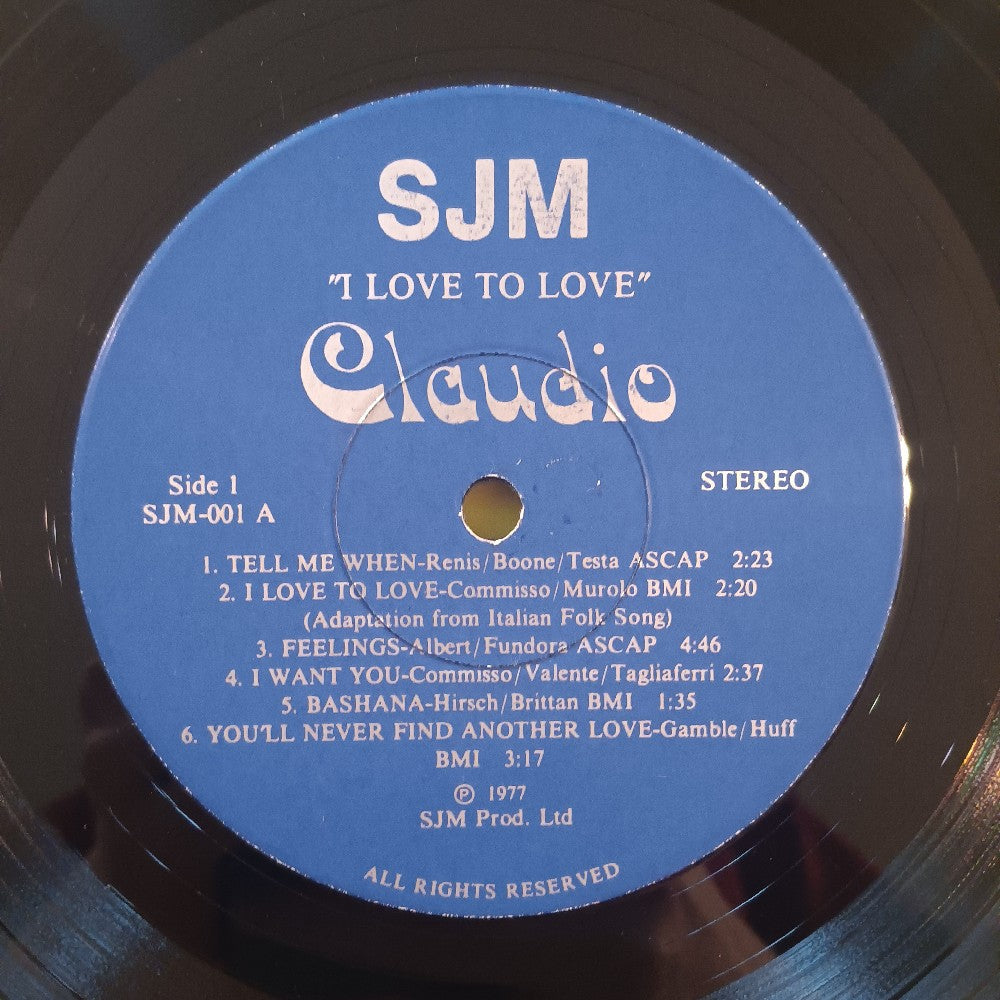 SJM
"I LOVE TO LOVE"
Claudio
Side 1
SJM-001 A
STEREO
1. TELL ME WHEN-Renis/Boone/Testa ASCAP 2:23
2. I LOVE TO LOVE-Commisso/Murolo BMI 2:20
(Adaptation from Italian Folk Song)
3. FEELINGS-Albert/Fundora ASCAP 4:46
4. I WANT YOU-Commisso/Valente/Tagliaferri 2:37
5. BASHANA-Hirsch/Brittan BMI 1:35
6. YOU'LL NEVER FIND ANOTHER LOVE-Gamble/Huff
BMI 3:17
℗ 1977
SJM Prod. Ltd
ALL RIGHTS RESERVED